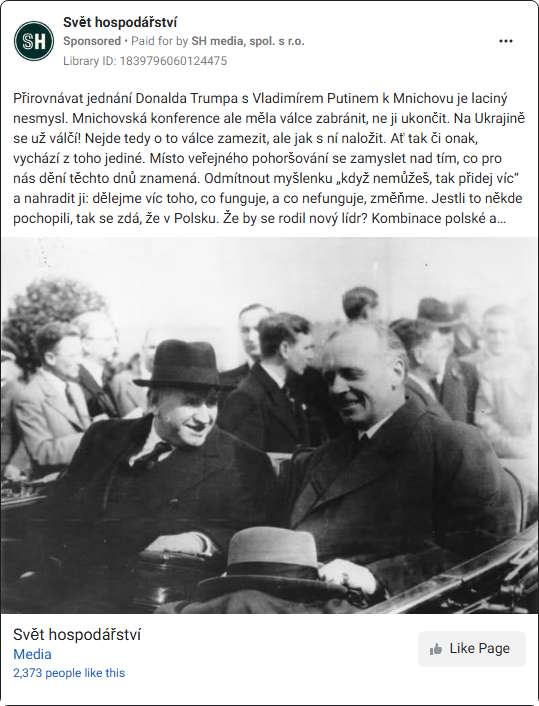 SH
Svět hospodářství
Sponsored • Paid for by SH media, spol. s r.o.
Library ID: 1839796060124475
Přirovnávat jednání Donalda Trumpa s Vladimírem Putinem k Mnichovu je laciný
nesmysl. Mnichovská konference ale měla válce zabránit, ne ji ukončit. Na Ukrajině
se už válčí! Nejde tedy o to válce zamezit, ale jak s ní naložit. Ať tak či onak,
vychází z toho jediné. Místo veřejného pohoršování se zamyslet nad tím, co pro
nás dění těchto dnů znamená. Odmítnout myšlenku „když nemůžeš, tak přidej víc“
a nahradit ji: dělejme víc toho, co funguje, a co nefunguje, změňme. Jestli to někde
pochopili, tak se zdá, že v Polsku. Že by se rodil nový lídr? Kombinace polské a...
Svět hospodářství
Media
2,373 people like this
Like Page